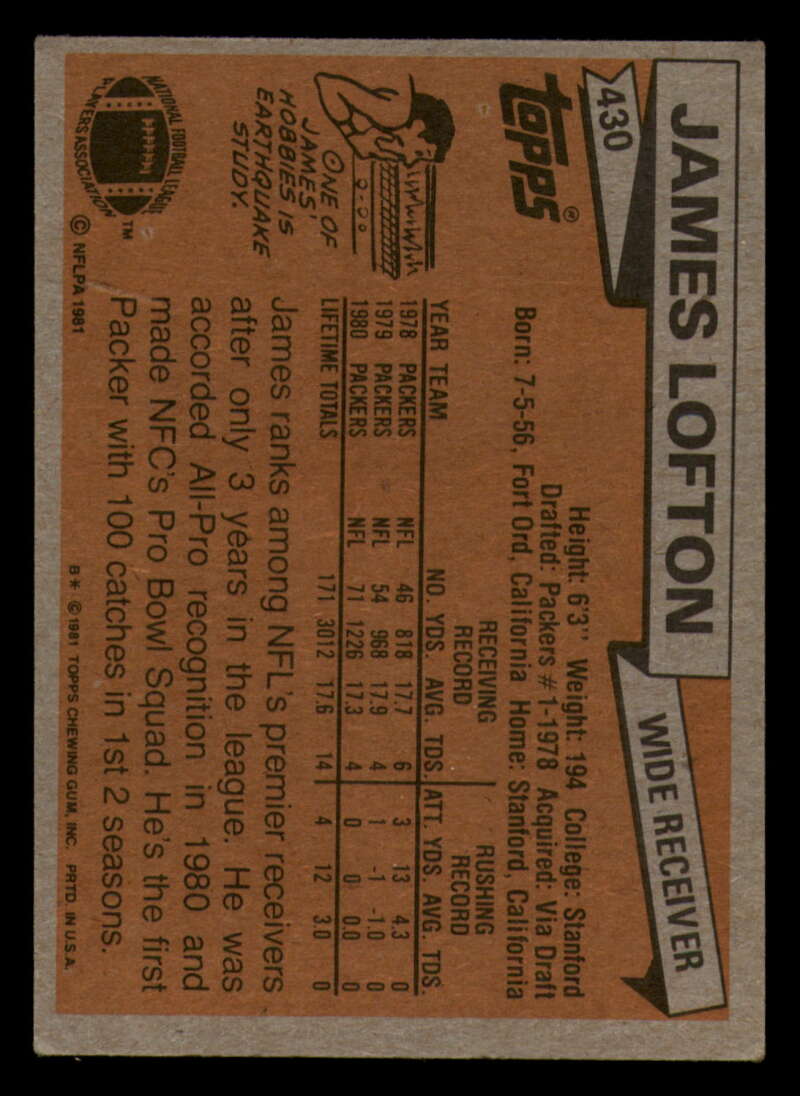 JAMES LOFTON
WIDE RECEIVER
430
topps®
Height: 6'3" Weight: 194 College: Stanford
Drafted: Packers #1-1978 Acquired: Via Draft
Born: 7-5-56, Fort Ord, California Home: Stanford, California
RECEIVING RECORD RUSHING RECORD
YEAR TEAM NO. YDS. AVG. TDS. ATT. YDS. AVG. TDS.
1978 PACKERS NFL 46 818 17.7 6 3 13 4.3 0
1979 PACKERS NFL 54 968 17.9 4 1 -1 -1.0 0
1980 PACKERS NFL 71 1226 17.3 4 0 0 0.0 0
LIFETIME TOTALS 171 3012 17.6 14 4 12 3.0 0
ONE OF
JAMES'
HOBBIES IS
EARTHQUAKE
STUDY.
James ranks among NFL's premier receivers
after only 3 years in the league. He was
accorded All-Pro recognition in 1980 and
made NFC's Pro Bowl Squad. He's the first
Packer with 100 catches in 1st 2 seasons.
NATIONAL FOOTBALL LEAGUE
PLAYERS ASSOCIATION
TM
© NFLPA 1981
B* © 1981 TOPPS CHEWING GUM, INC. PRTD. IN U.S.A.